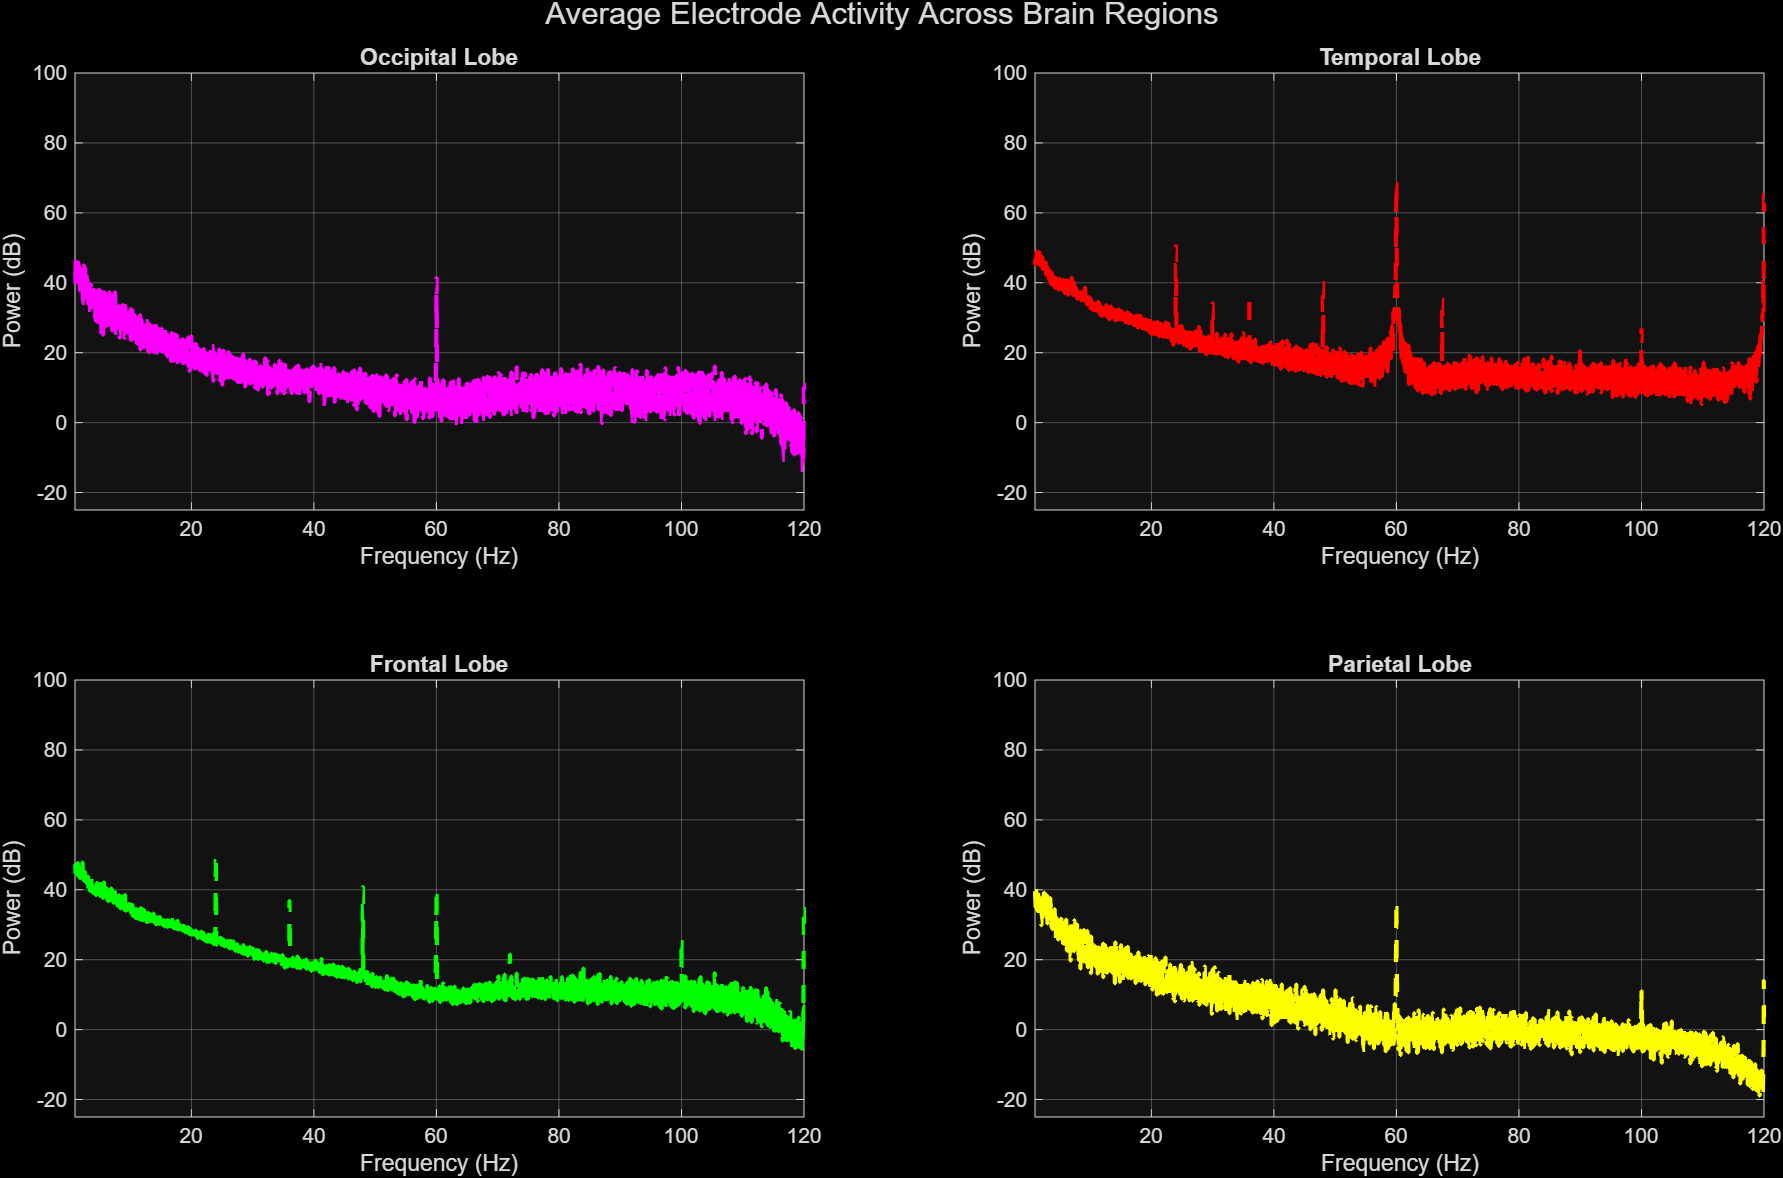 Average Electrode Activity Across Brain Regions
Occipital Lobe
100
80
60
40
20
0
-20
Power (dB)
20 40 60 80 100 120
Frequency (Hz)
Temporal Lobe
100
80
60
40
20
0
-20
Power (dB)
20 40 60 80 100 120
Frequency (Hz)
Frontal Lobe
100
80
60
40
20
0
-20
Power (dB)
20 40 60 80 100 120
Frequency (Hz)
Parietal Lobe
100
80
60
40
20
0
-20
Power (dB)
20 40 60 80 100 120
Frequency (Hz)